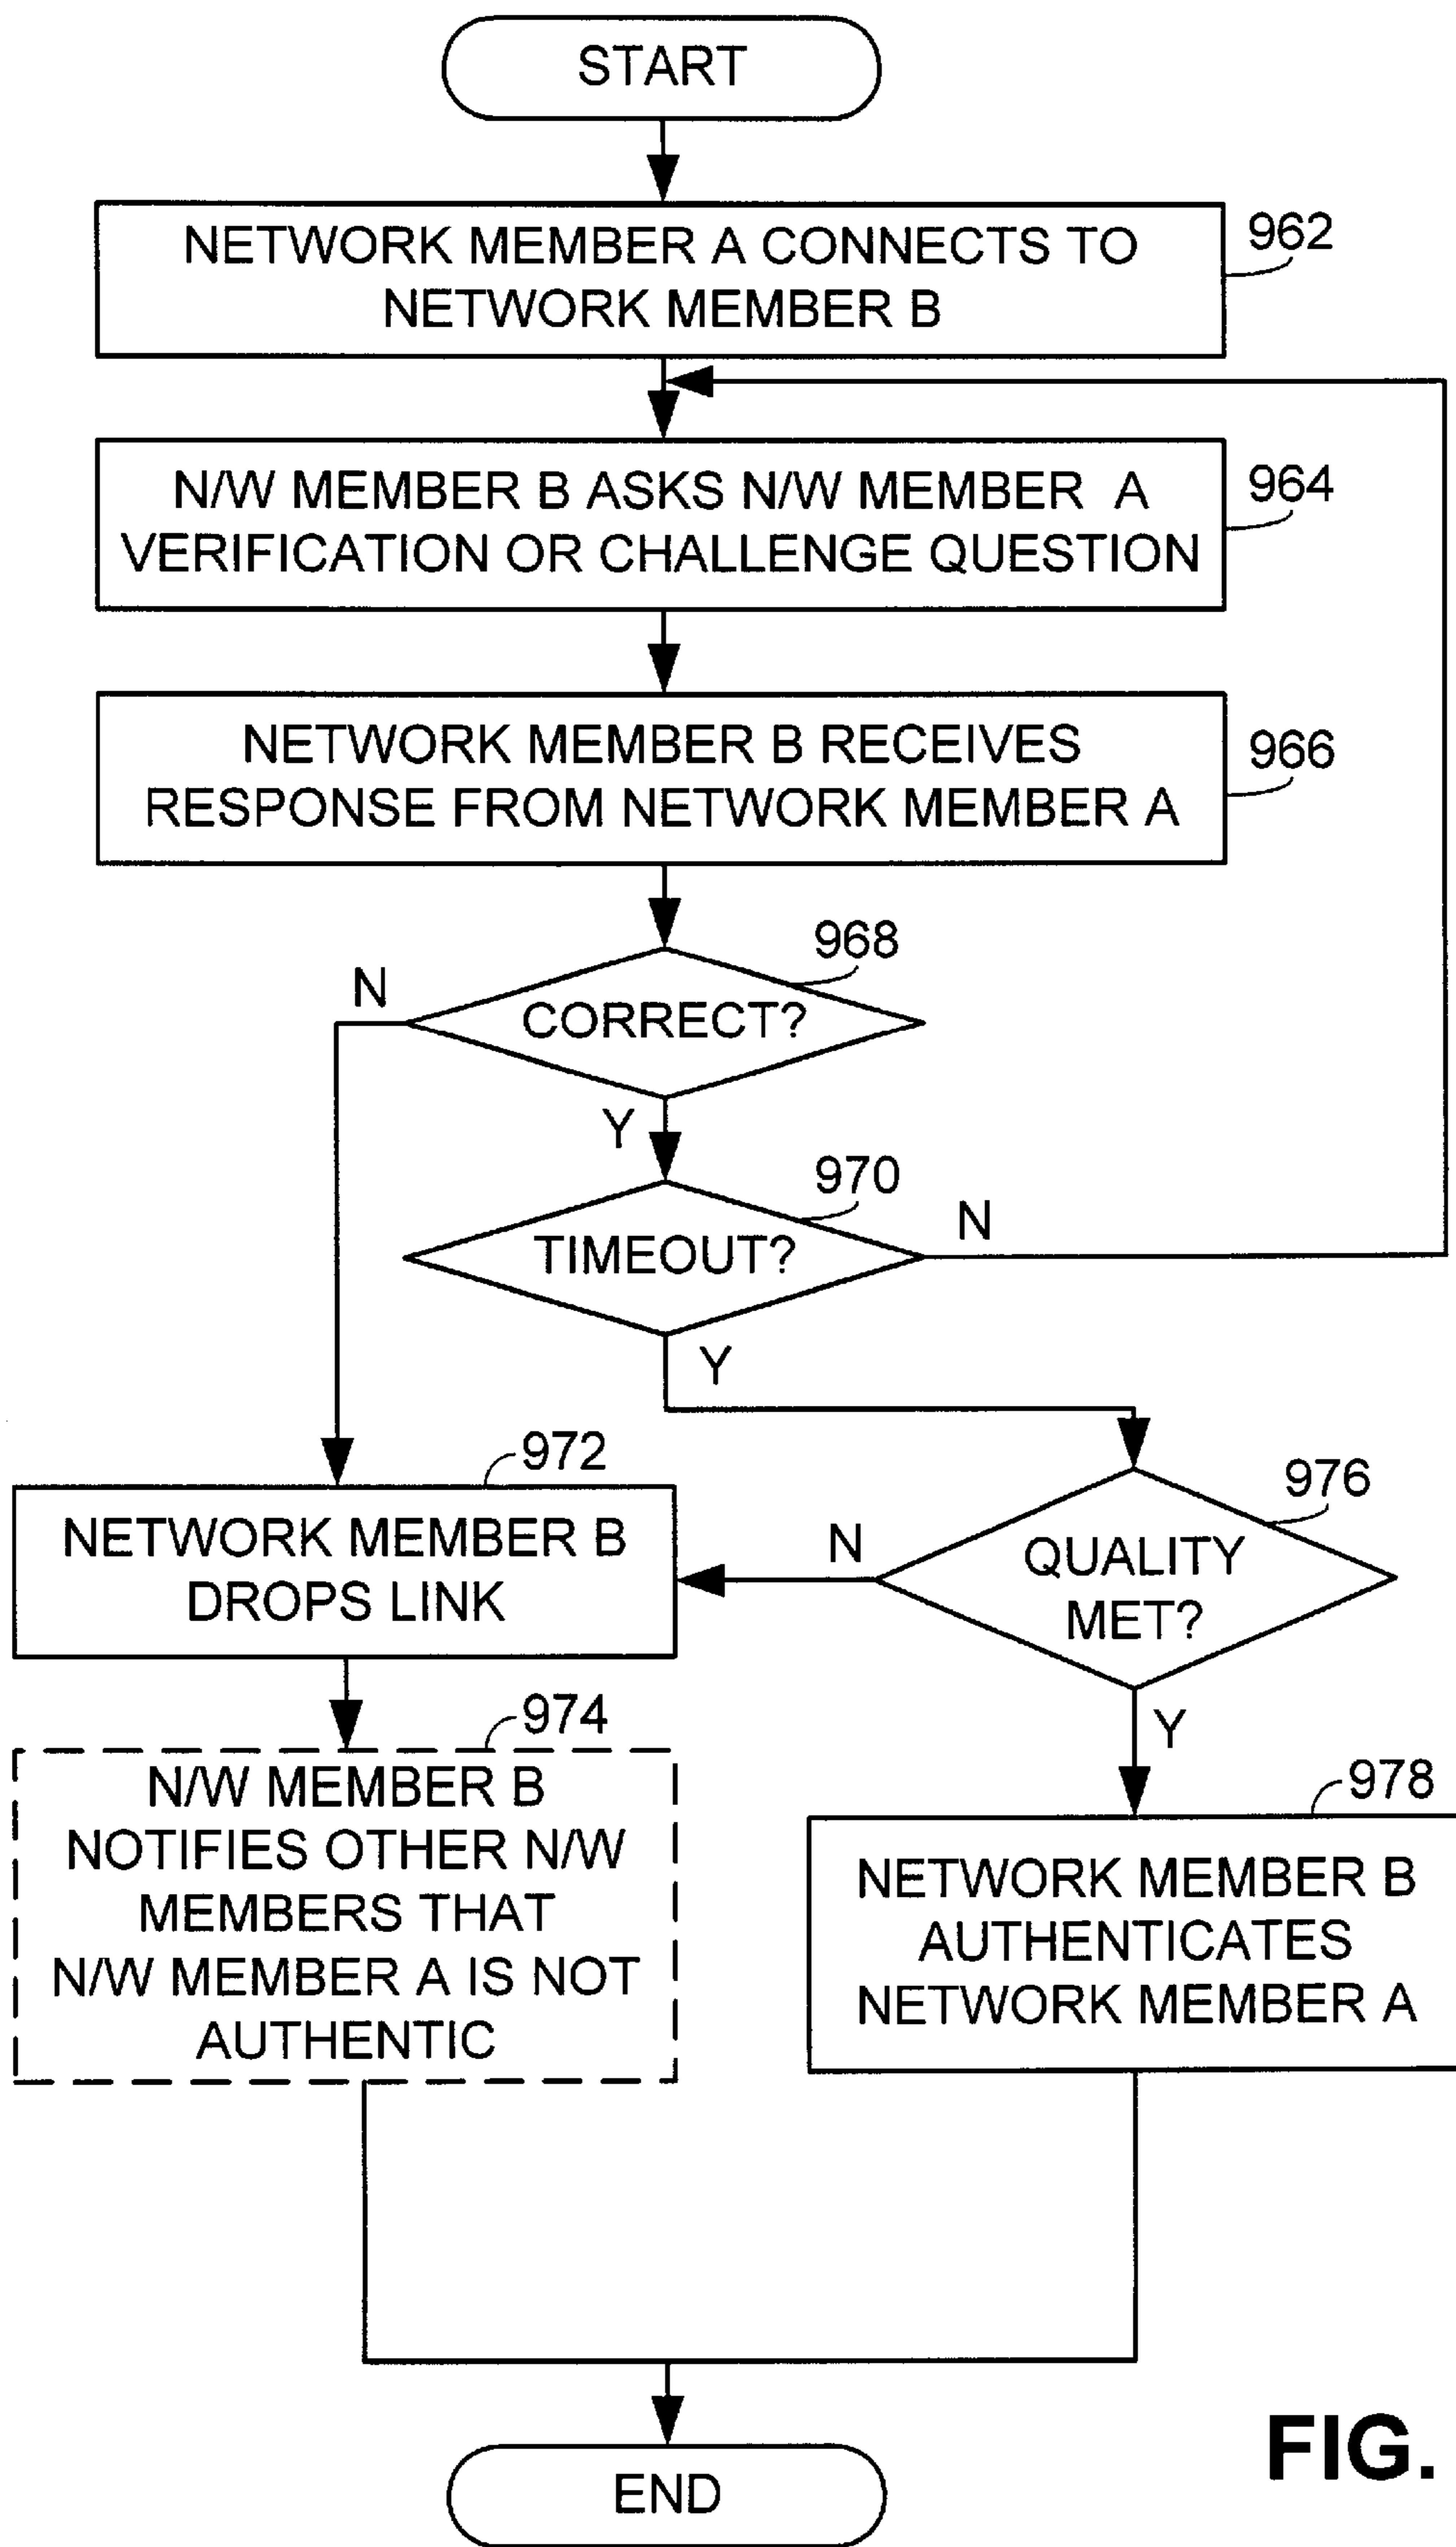 START
NETWORK MEMBER A CONNECTS TO
NETWORK MEMBER B
962
N/W MEMBER B ASKS N/W MEMBER A
VERIFICATION OR CHALLENGE QUESTION
964
NETWORK MEMBER B RECEIVES
RESPONSE FROM NETWORK MEMBER A
966
968
N
CORRECT?
Y
970
N
TIMEOUT?
Y
972
NETWORK MEMBER B
DROPS LINK
976
N
QUALITY
MET?
Y
974
N/W MEMBER B
NOTIFIES OTHER N/W
MEMBERS THAT
N/W MEMBER A IS NOT
AUTHENTIC
978
NETWORK MEMBER B
AUTHENTICATES
NETWORK MEMBER A
END
FIG.